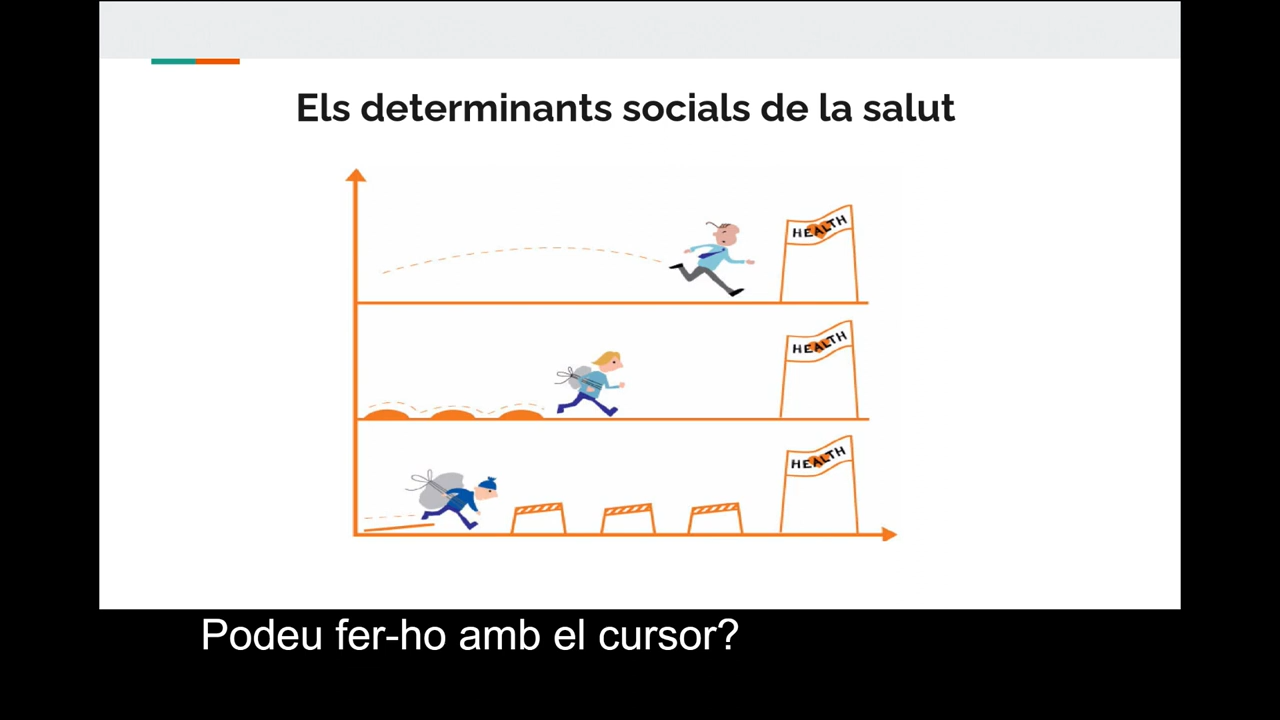 Els determinants socials de la salut
HEALTH
HEALTH
HEALTH
Podeu fer-ho amb el cursor?